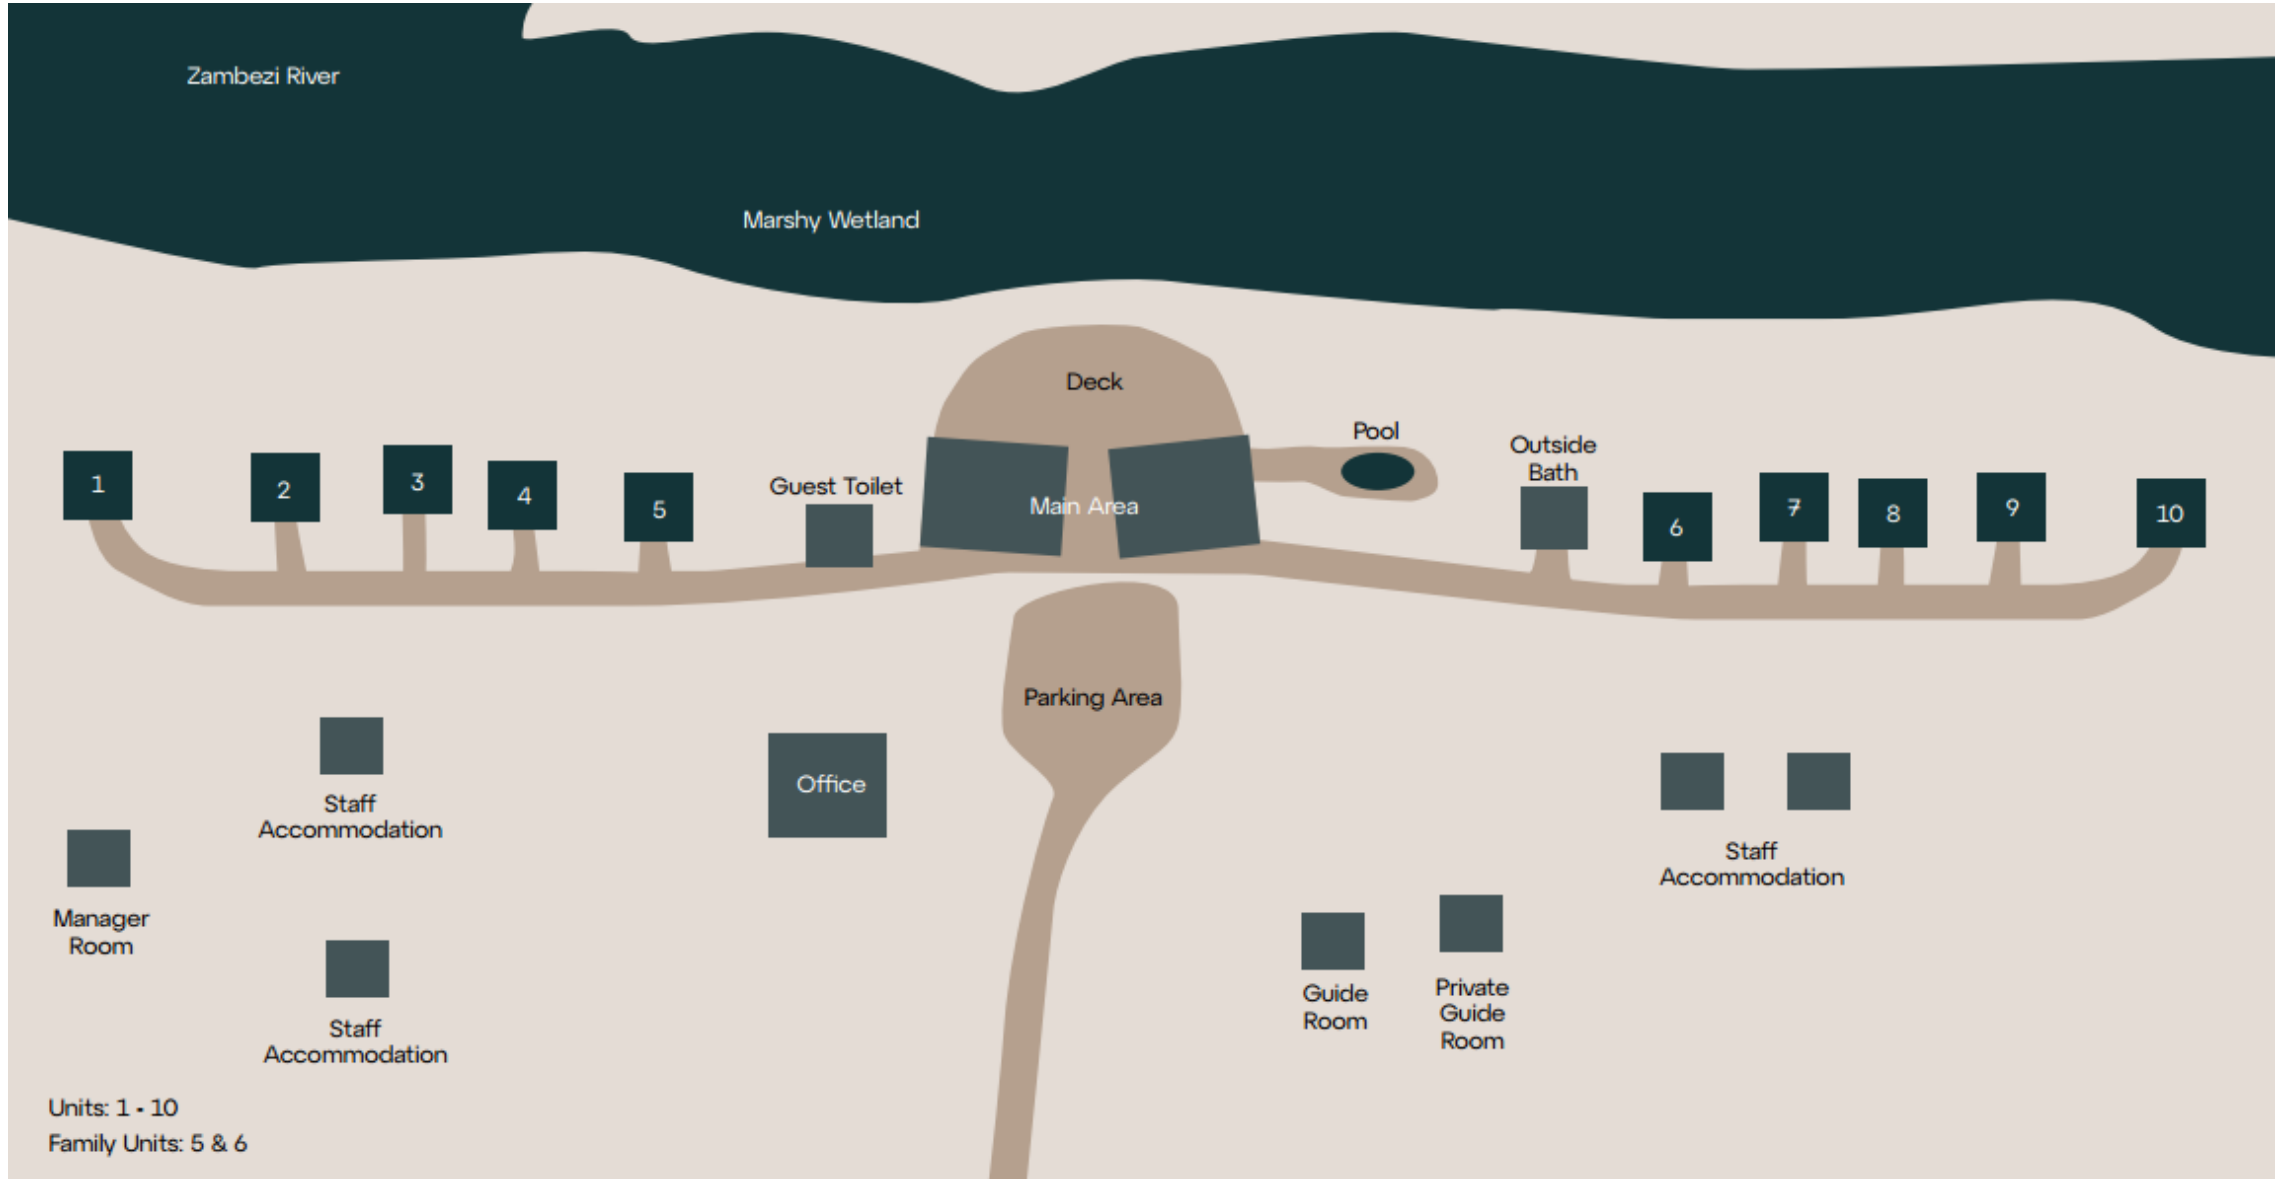 Zambezi River
Marshy Wetland
Deck
Pool
Outside
Bath
Guest Toilet
Main Area
1
2
3
4
5
6
7
8
9
10
Parking Area
Office
Staff
Accommodation
Manager
Room
Staff
Accommodation
Staff
Accommodation
Guide
Room
Private
Guide
Room
Units: 1 - 10
Family Units: 5 & 6